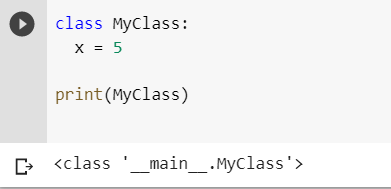 class MyClass:
  x = 5
print(MyClass)
<class '__main__.MyClass'>